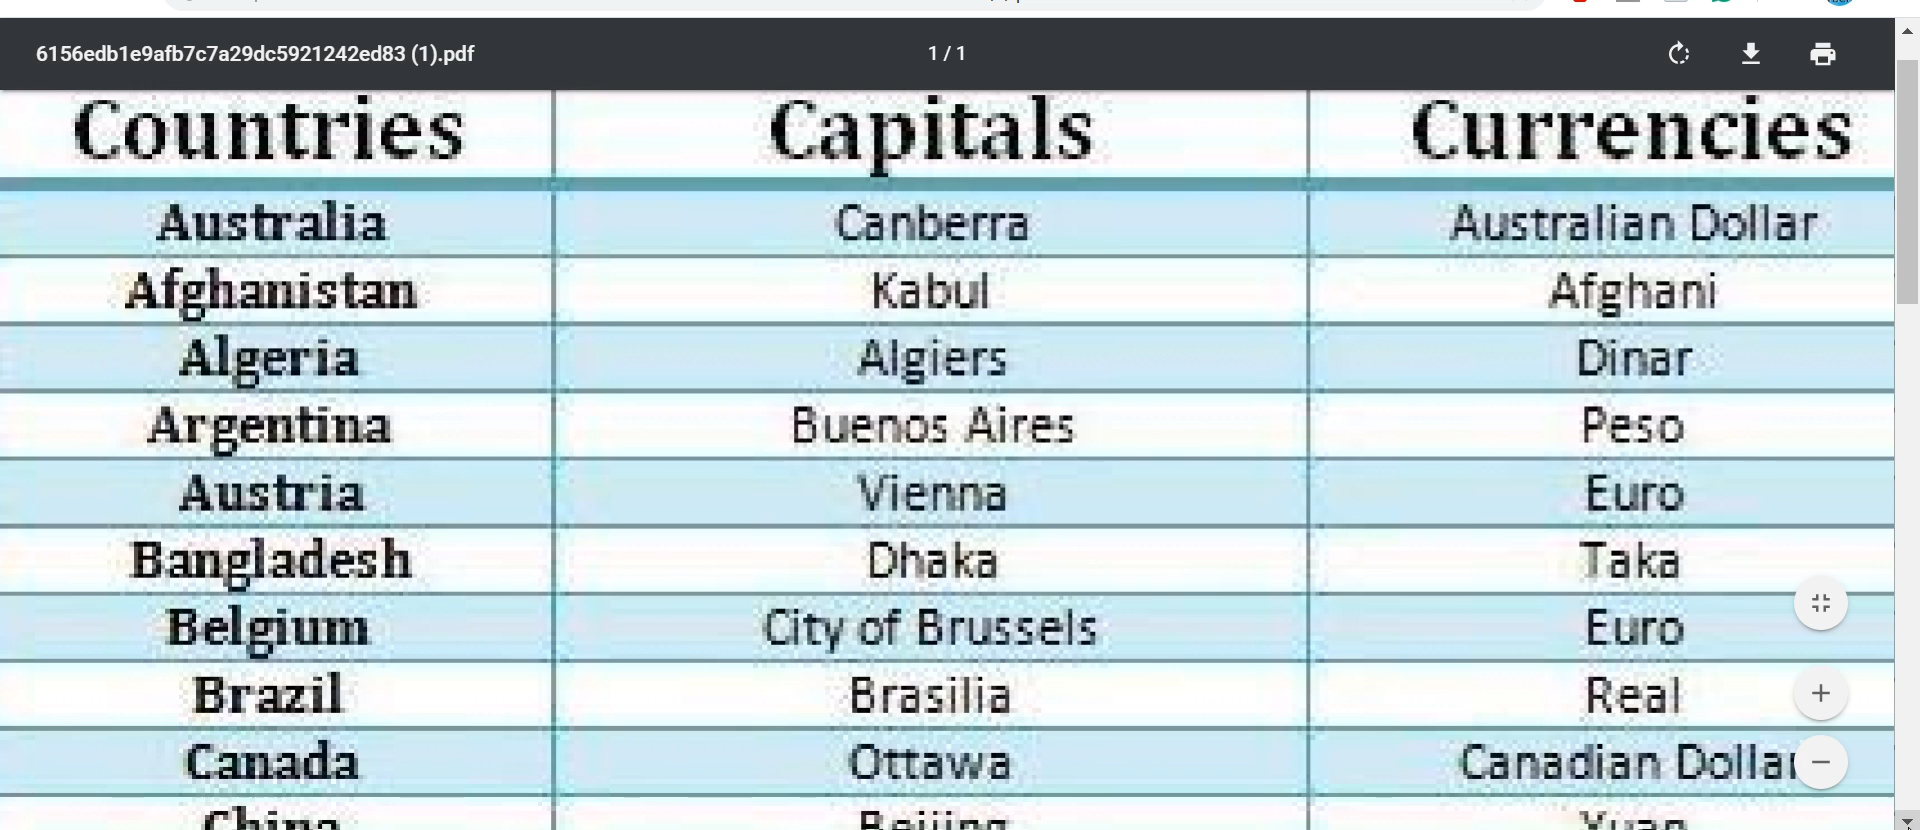 6156edb1e9afb7c7a29dc5921242ed83 (1).pdf 1 / 1
Countries Capitals Currencies
Australia Canberra Australian Dollar
Afghanistan Kabul Afghani
Algeria Algiers Dinar
Argentina Buenos Aires Peso
Austria Vienna Euro
Bangladesh Dhaka Taka
Belgium City of Brussels Euro
Brazil Brasilia Real
Canada Ottawa Canadian Dollar
China Beijing Yuan